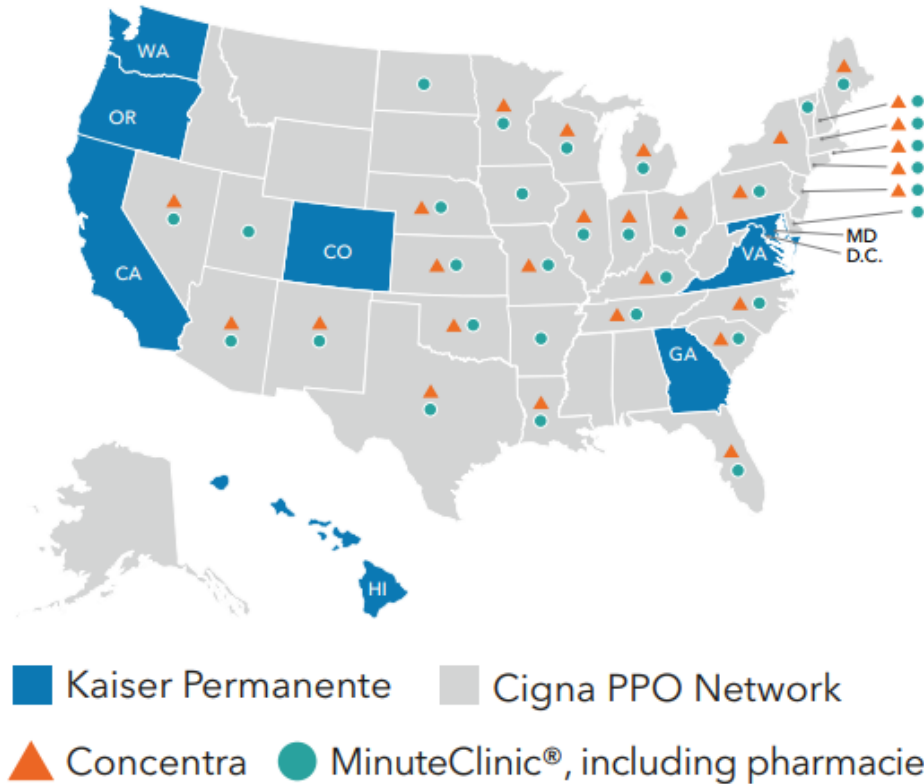 WA
OR
CA
CO
MD
VA
D.C.
GA
HI
Kaiser Permanente
Cigna PPO Network
Concentra
MinuteClinic®, including pharmacie